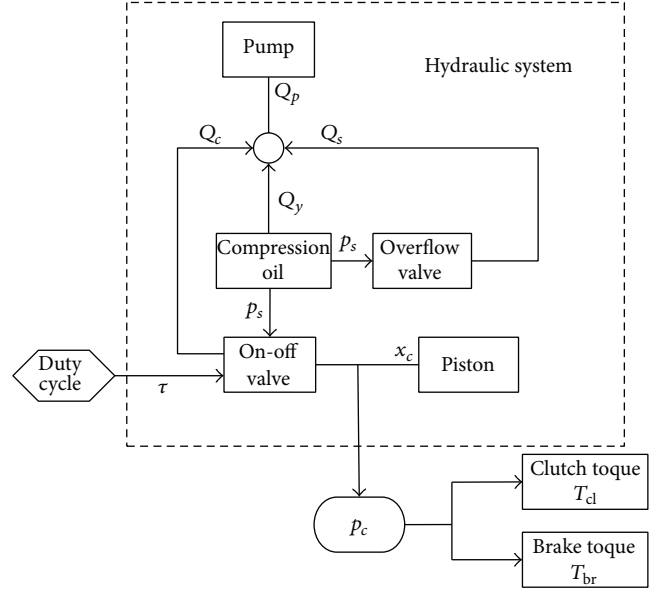 Pump
Hydraulic system
Q_p
Q_c
Q_s
Q_y
Compression
oil
p_s
Overflow
valve
p_s
Duty
cycle
τ
On-off
valve
x_c
Piston
p_c
Clutch toque
T_cl
Brake toque
T_br